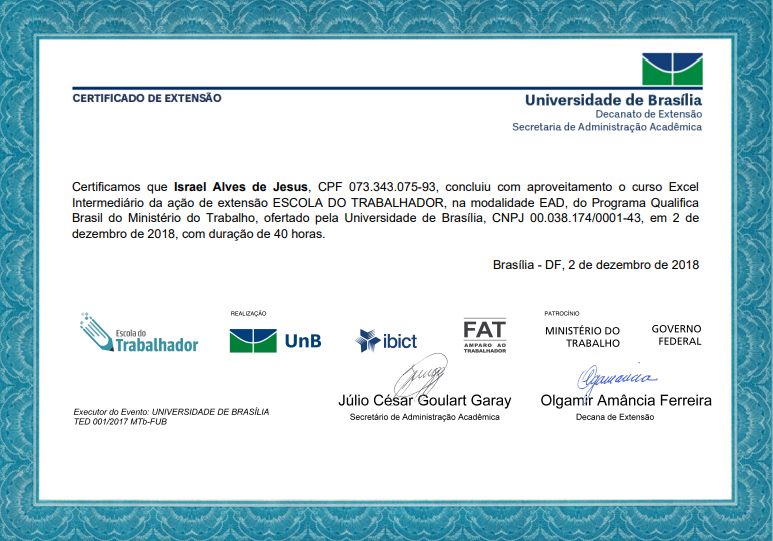 CERTIFICADO DE EXTENSÃO
Universidade de Brasília
Decanato de Extensão
Secretaria de Administração Acadêmica
Certificamos que Israel Alves de Jesus, CPF 073.343.075-93, concluiu com aproveitamento o curso Excel
Intermediário da ação de extensão ESCOLA DO TRABALHADOR, na modalidade EAD, do Programa Qualifica
Brasil do Ministério do Trabalho, ofertado pela Universidade de Brasília, CNPJ 00.038.174/0001-43, em 2 de
dezembro de 2018, com duração de 40 horas.
Brasília - DF, 2 de dezembro de 2018
REALIZAÇÃO
PATROCÍNIO
Escola do
Trabalhador
UnB
ibict
FAT
AMPARO AO
TRABALHADOR
MINISTÉRIO DO
TRABALHO
GOVERNO
FEDERAL
Júlio César Goulart Garay
Secretário de Administração Acadêmica
Olgamir Amância Ferreira
Decana de Extensão
Executor do Evento: UNIVERSIDADE DE BRASÍLIA
TED 001/2017 MTb-FUB